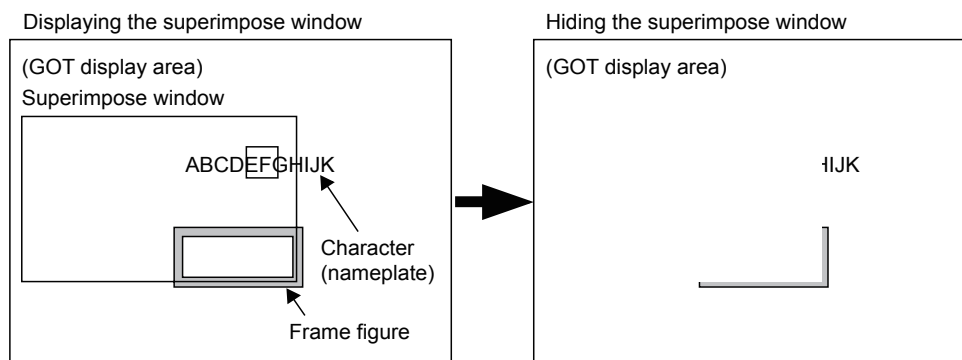 Displaying the superimpose window
(GOT display area)
Superimpose window
ABCDEFGHIJK
Character
(nameplate)
Frame figure
Hiding the superimpose window
(GOT display area)
HIJK